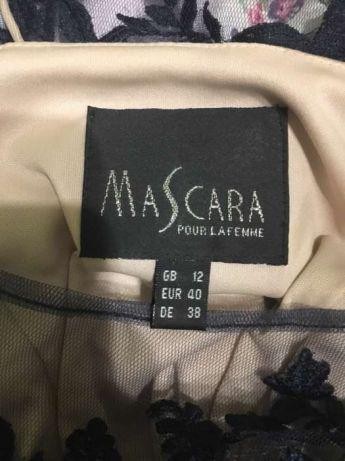 MASCARA
POUR LA FEMME
GB 12
EUR 40
DE 38